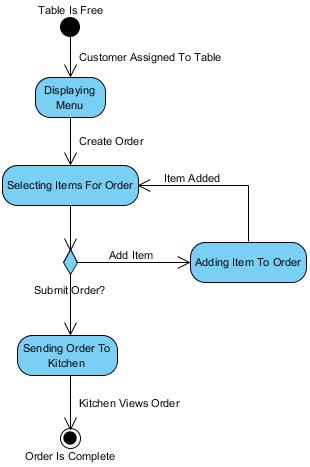 Table Is Free
Customer Assigned To Table
Displaying
Menu
Create Order
Selecting Items For Order
Item Added
Add Item
Adding Item To Order
Submit Order?
Sending Order To
Kitchen
Kitchen Views Order
Order Is Complete